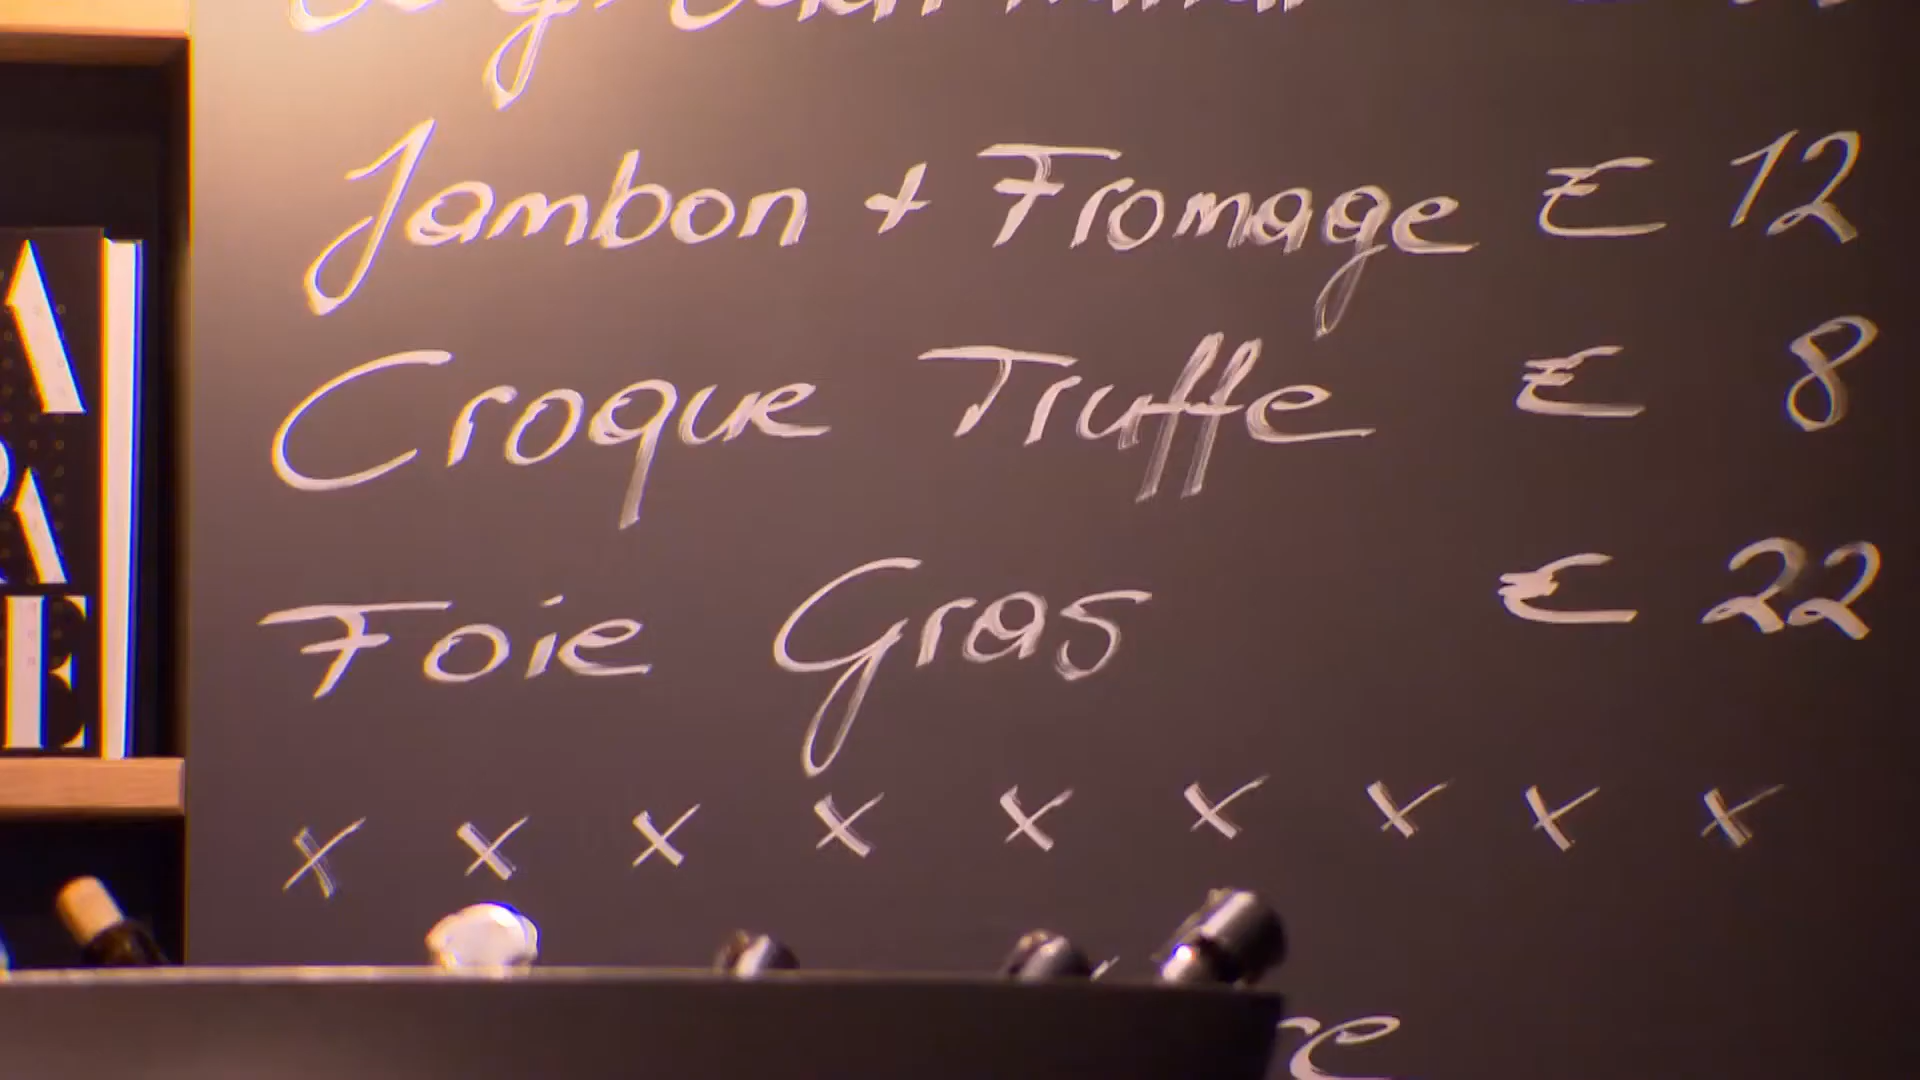 Jambon + Fromage € 12
Croque Truffe € 8
Foie Gras € 22
x x x x x x x x x